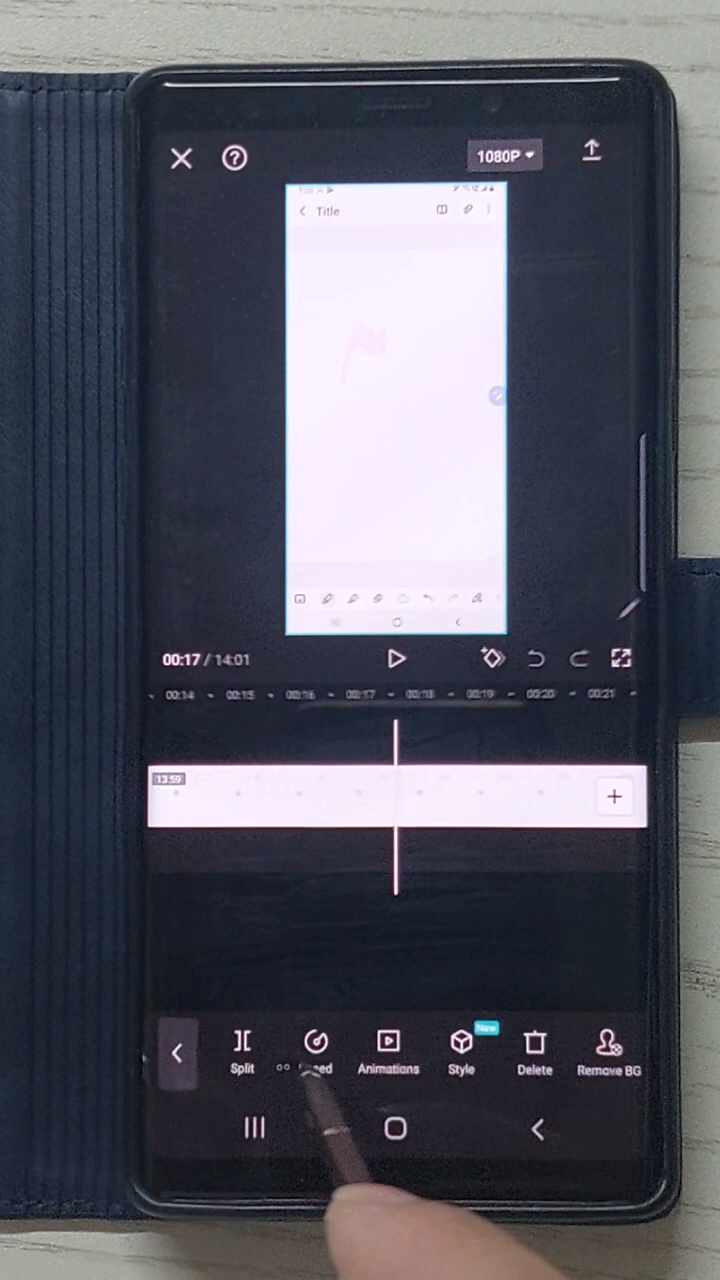 1080P
Title
00:17 / 14:01
00:14 00:15 00:16 00:17 00:18 00:19 00:20 00:21
13:59
New
Split Animations Style Delete Remove BG